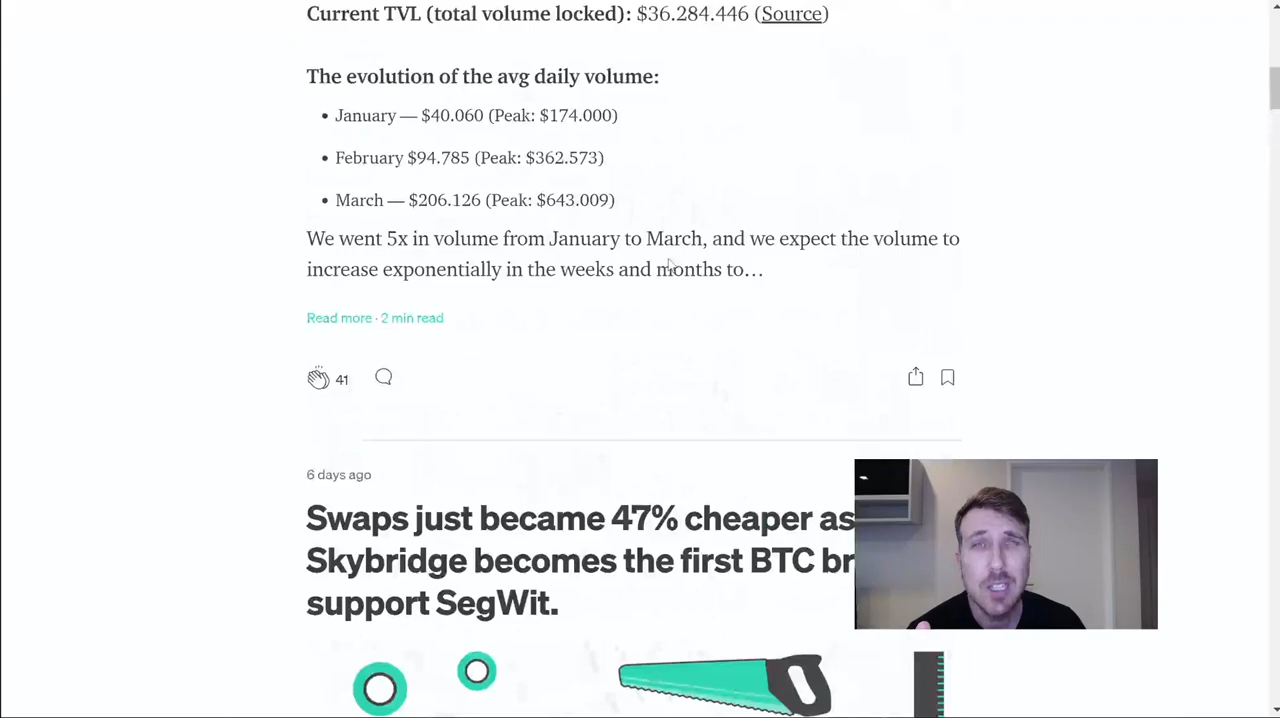 Current TVL (total volume locked): $36.284.446 (Source)
The evolution of the avg daily volume:
• January — $40.060 (Peak: $174.000)
• February $94.785 (Peak: $362.573)
• March — $206.126 (Peak: $643.009)
We went 5x in volume from January to March, and we expect the volume to
increase exponentially in the weeks and months to…
Read more · 2 min read
41
6 days ago
Swaps just became 47% cheaper as
Skybridge becomes the first BTC br
support SegWit.